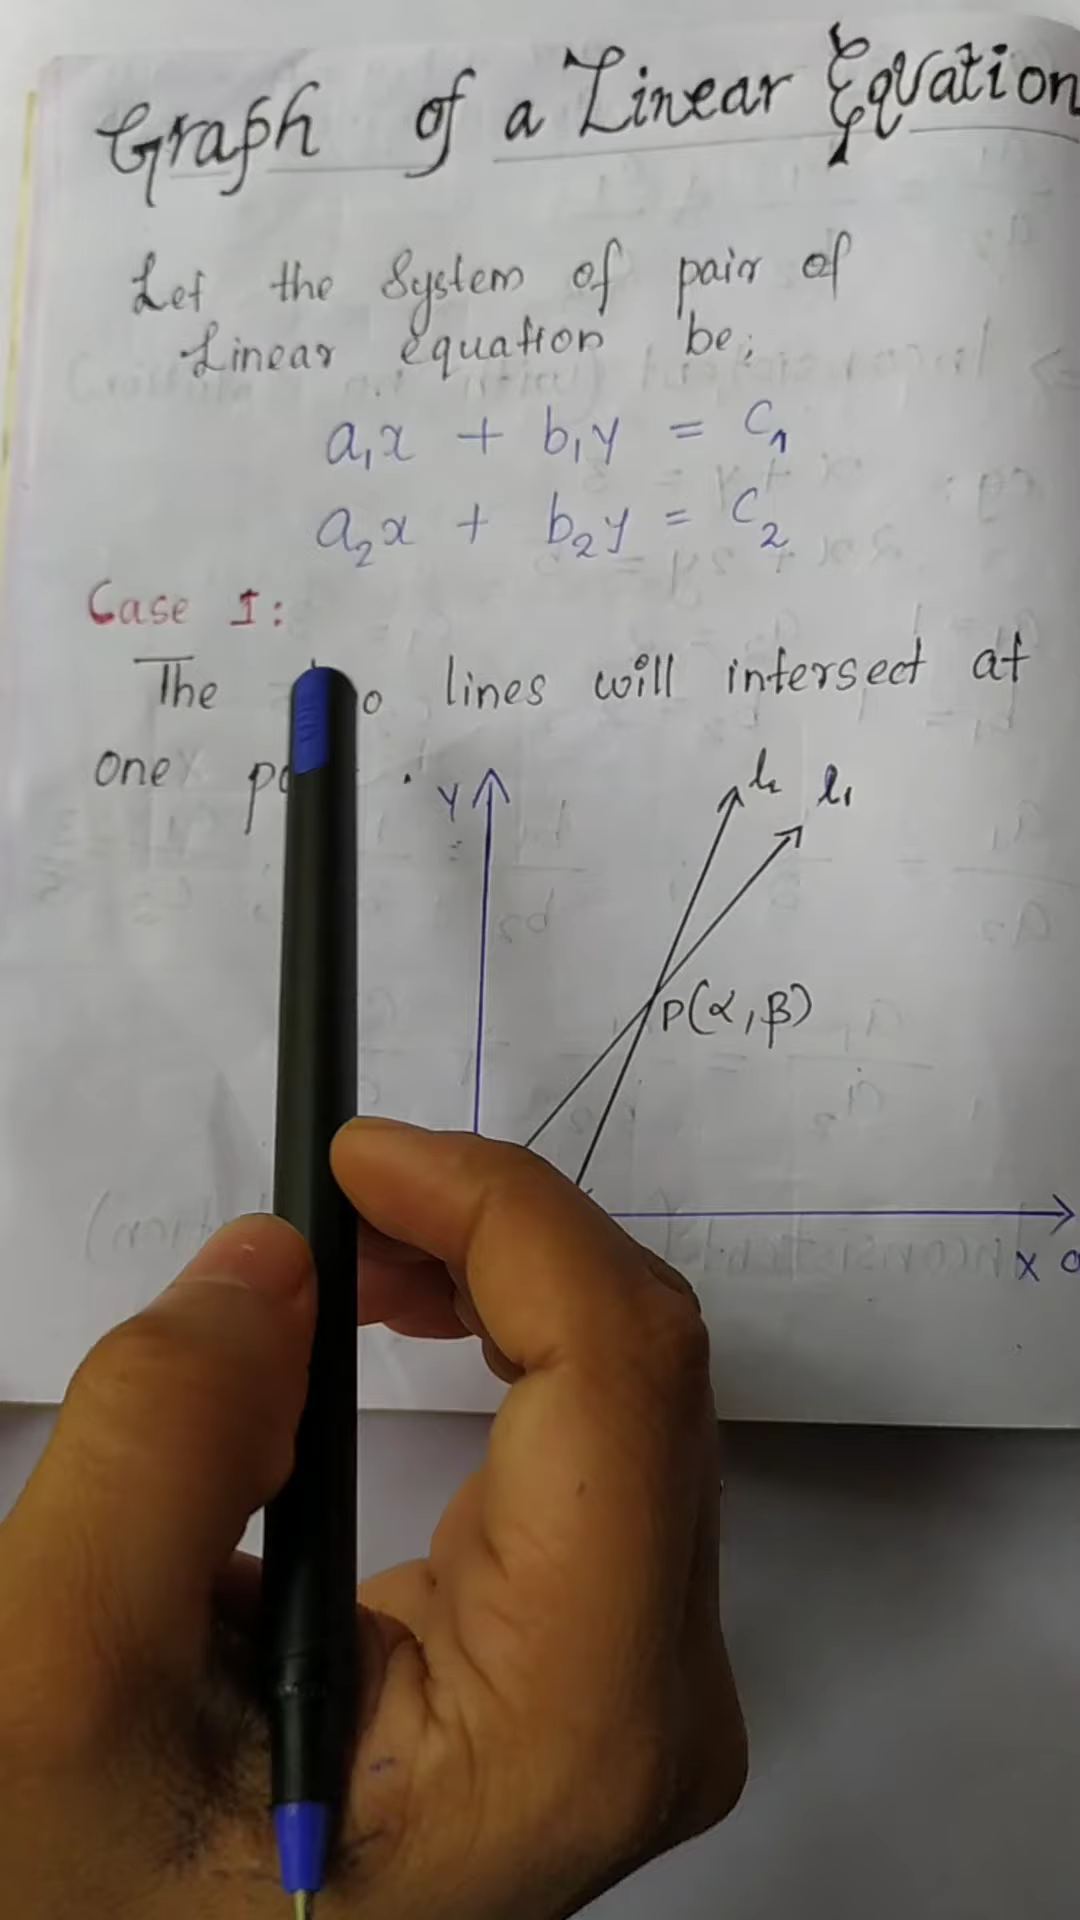 Graph of a Linear Equation
Let the System of pair of
Linear equation be;
a₁x + b₁y = C₁
a₂x + b₂y = C₂
Case I:
The lines will intersect at
one
Y
l₂ l₁
P(α, β)
X